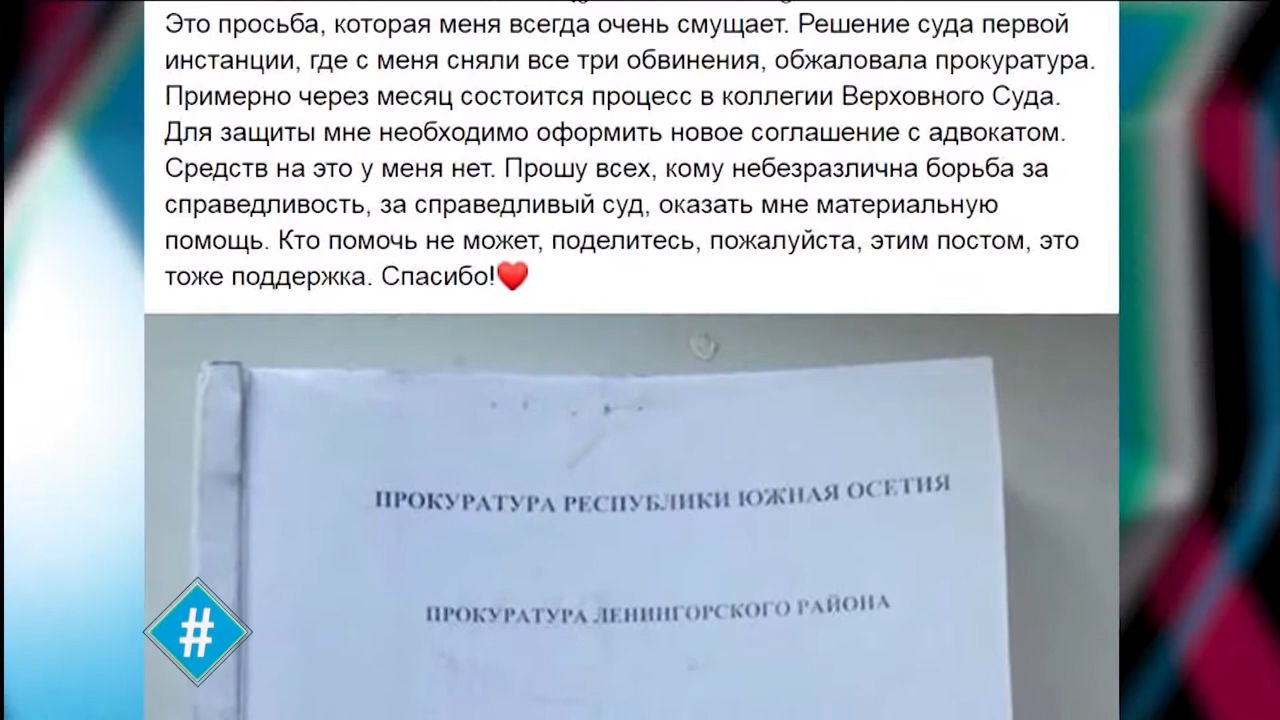 Это просьба, которая меня всегда очень смущает. Решение суда первой
инстанции, где с меня сняли все три обвинения, обжаловала прокуратура.
Примерно через месяц состоится процесс в коллегии Верховного Суда.
Для защиты мне необходимо оформить новое соглашение с адвокатом.
Средств на это у меня нет. Прошу всех, кому небезразлична борьба за
справедливость, за справедливый суд, оказать мне материальную
помощь. Кто помочь не может, поделитесь, пожалуйста, этим постом, это
тоже поддержка. Спасибо!❤️
ПРОКУРАТУРА РЕСПУБЛИКИ ЮЖНАЯ ОСЕТИЯ
ПРОКУРАТУРА ЛЕНИНГОРСКОГО РАЙОНА
#